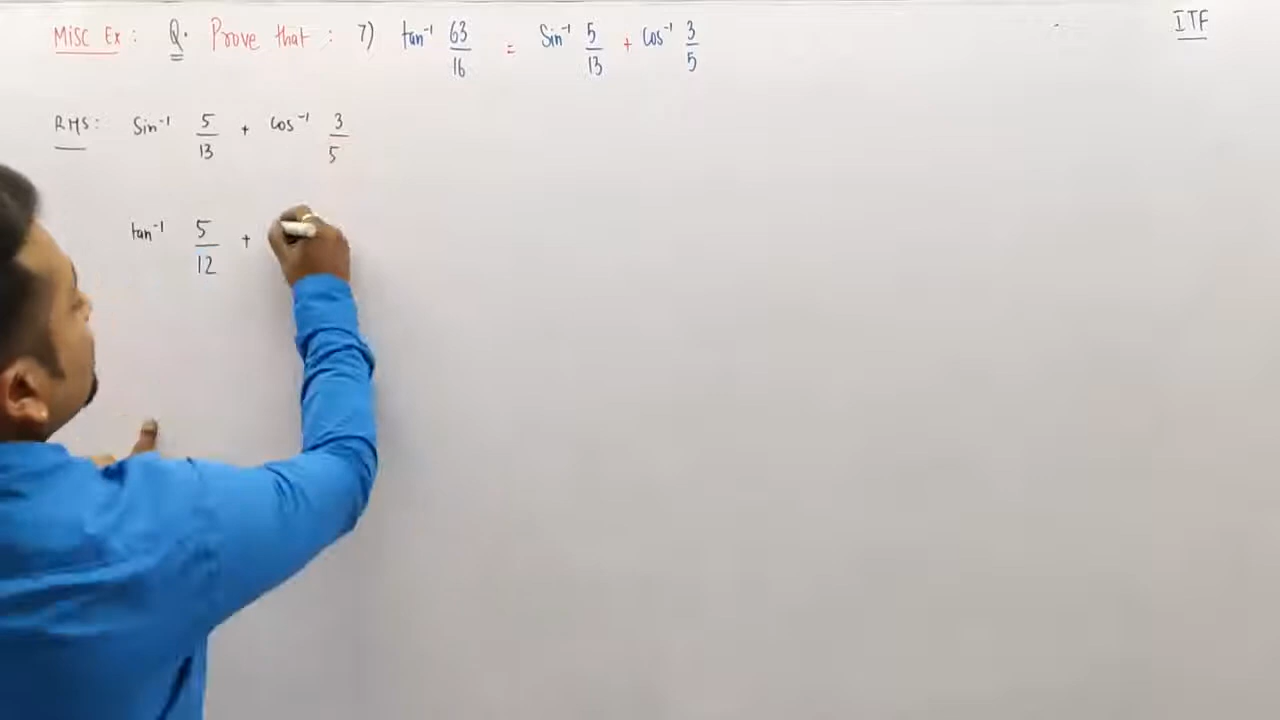 Misc Ex : Q. Prove that : 7) tan⁻¹ 63/16 = Sin⁻¹ 5/13 + cos⁻¹ 3/5
ITF
RHS: Sin⁻¹ 5/13 + cos⁻¹ 3/5
tan⁻¹ 5/12 +